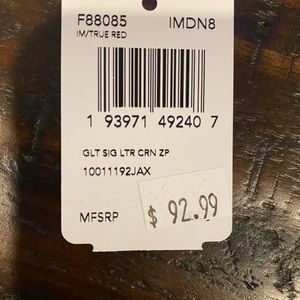 F88085 IMDN8
IM/TRUE RED
1 93971 49240 7
GLT SIG LTR CRN ZP
10011192JAX
MFSRP
$ 92.99